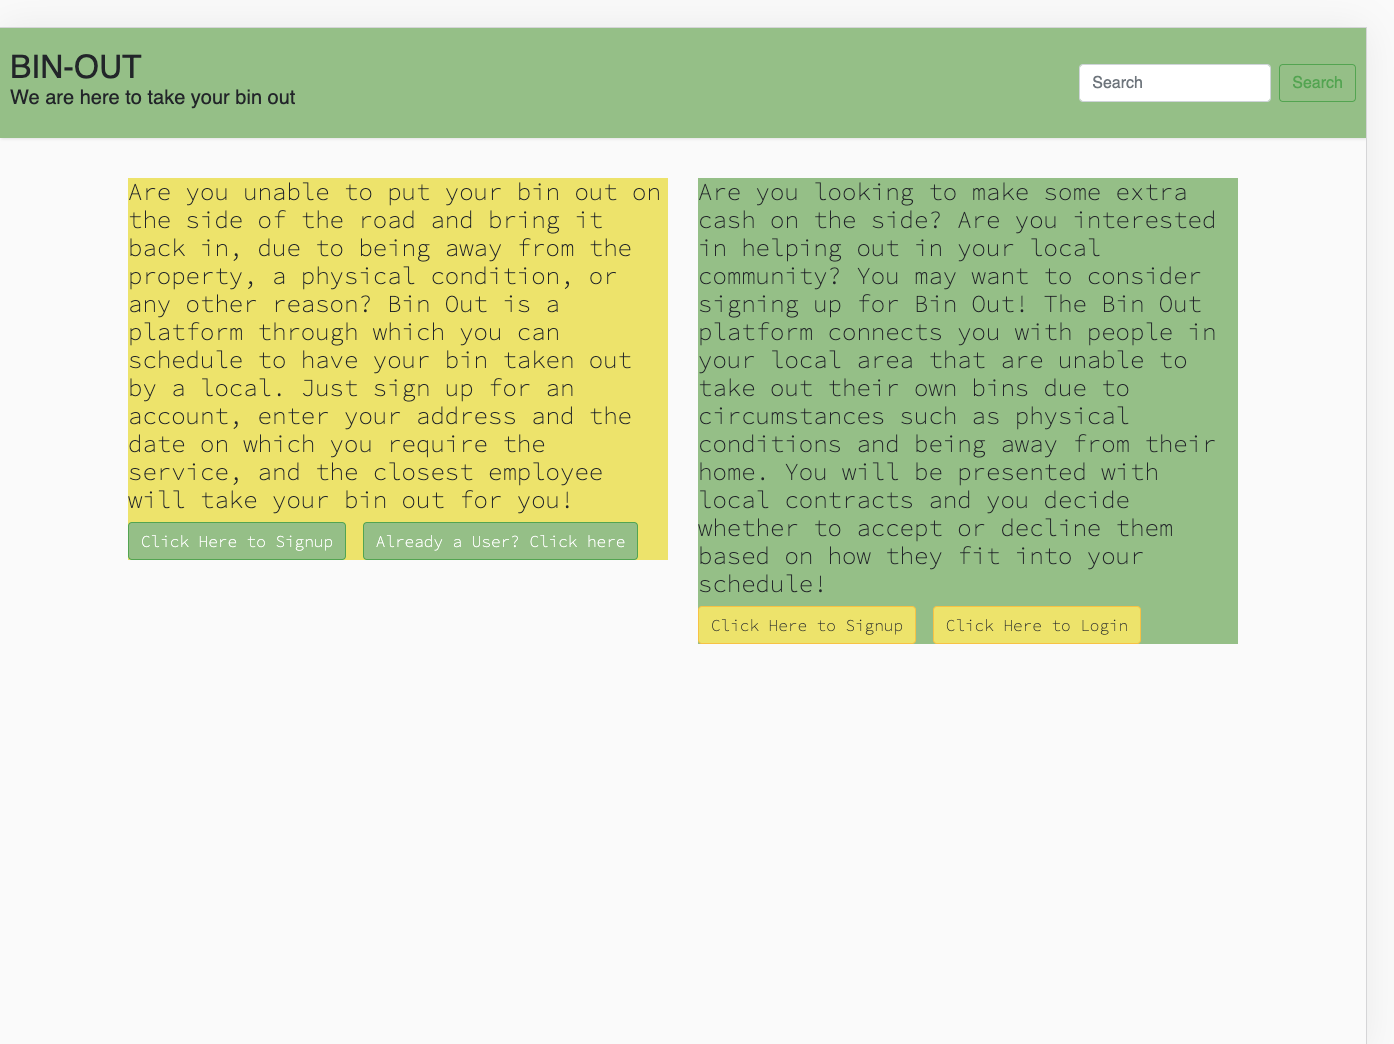 BIN-OUT
We are here to take your bin out
Search
Search
Are you unable to put your bin out on
the side of the road and bring it
back in, due to being away from the
property, a physical condition, or
any other reason? Bin Out is a
platform through which you can
schedule to have your bin taken out
by a local. Just sign up for an
account, enter your address and the
date on which you require the
service, and the closest employee
will take your bin out for you!
Click Here to Signup
Already a User? Click here
Are you looking to make some extra
cash on the side? Are you interested
in helping out in your local
community? You may want to consider
signing up for Bin Out! The Bin Out
platform connects you with people in
your local area that are unable to
take out their own bins due to
circumstances such as physical
conditions and being away from their
home. You will be presented with
local contracts and you decide
whether to accept or decline them
based on how they fit into your
schedule!
Click Here to Signup
Click Here to Login